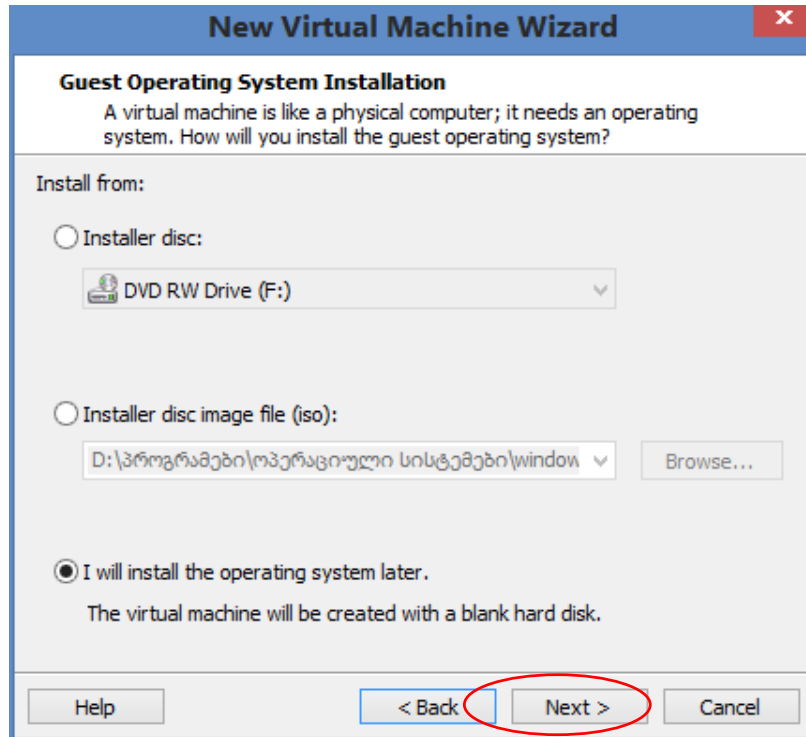 New Virtual Machine Wizard
x
Guest Operating System Installation
A virtual machine is like a physical computer; it needs an operating
system. How will you install the guest operating system?
Install from:
Installer disc:
DVD RW Drive (F:)
Installer disc image file (iso):
D:\პროგრამები\ოპერაციული სისტემები\window
Browse...
I will install the operating system later.
The virtual machine will be created with a blank hard disk.
Help
< Back
Next >
Cancel